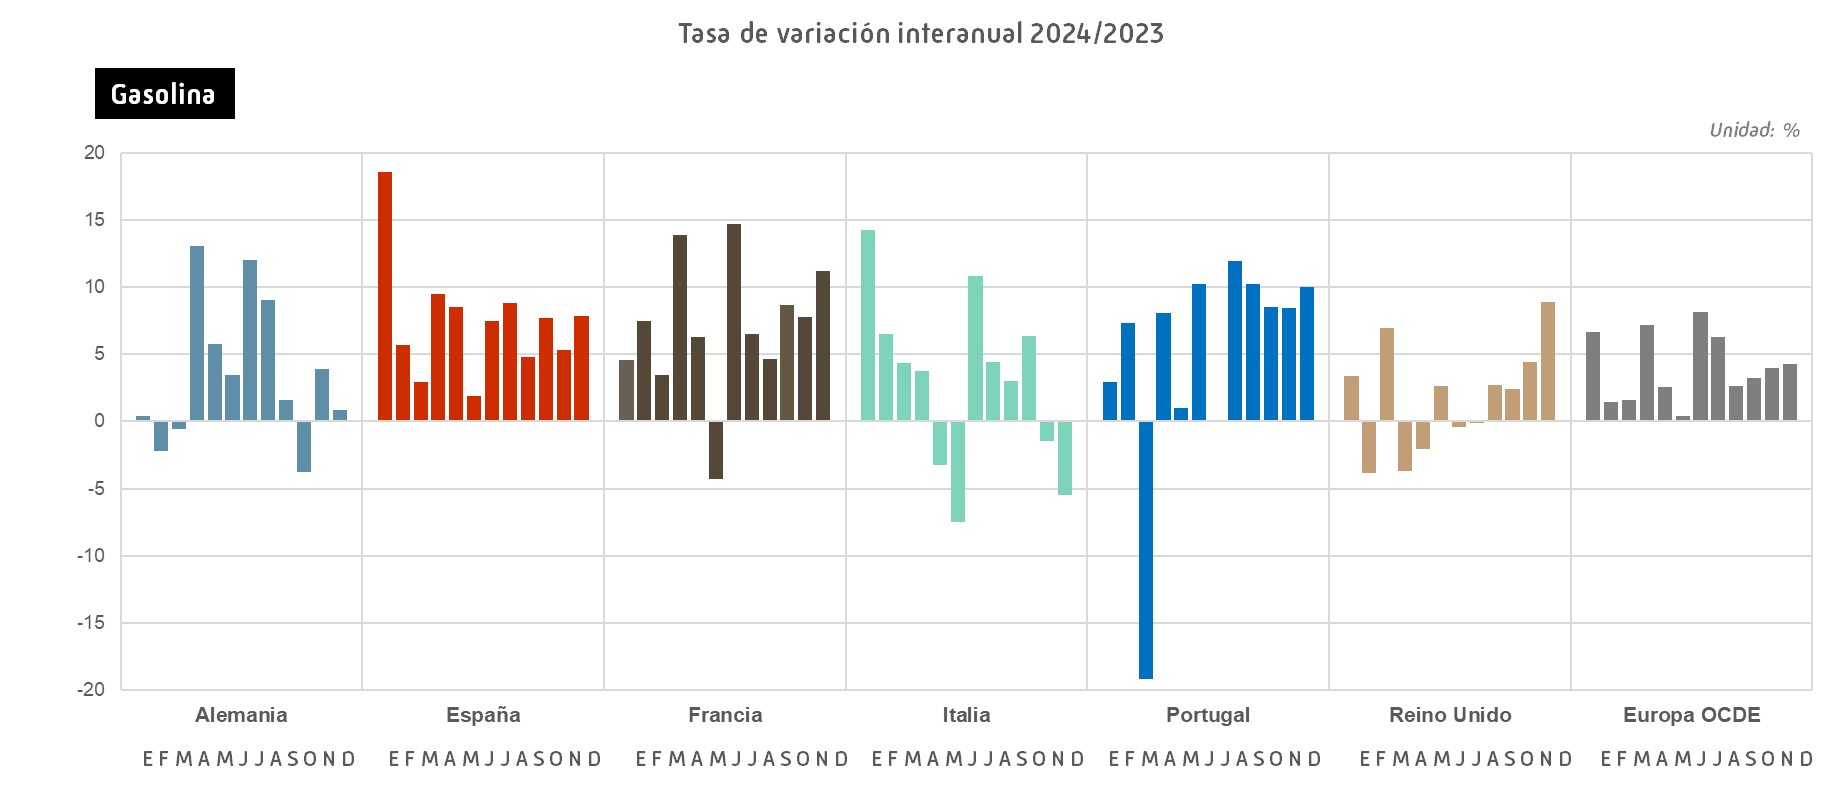 Tasa de variación interanual 2024/2023
Gasolina
Unidad: %
20
15
10
5
0
-5
-10
-15
-20
Alemania España Francia Italia Portugal Reino Unido Europa OCDE
E F M A M J J A S O N D E F M A M J J A S O N D E F M A M J J A S O N D E F M A M J J A S O N D E F M A M J J A S O N D E F M A M J J A S O N D E F M A M J J A S O N D